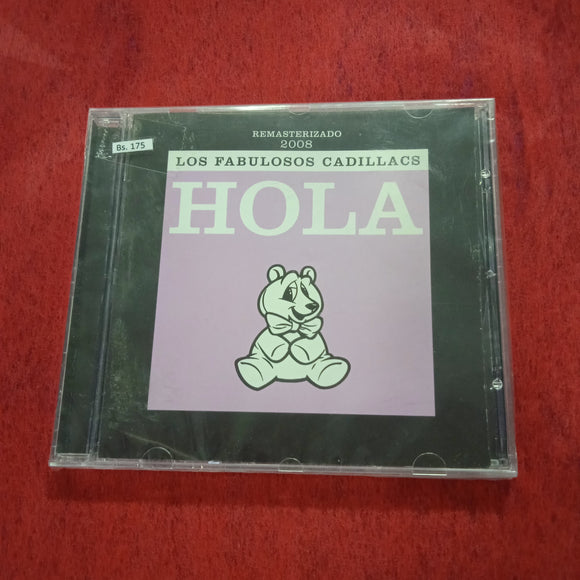 Bs. 175
REMASTERIZADO
2008
LOS FABULOSOS CADILLACS
HOLA